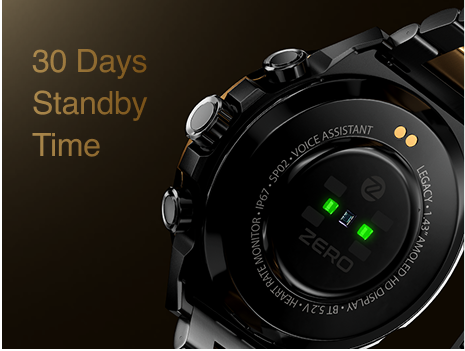 30 Days
Standby
Time
HEART RATE MONITOR • IP67 • SPO2 • VOICE ASSISTANT
LEGACY • 1.43" AMOLED HD DISPLAY • BT 5.2V •
ZERO